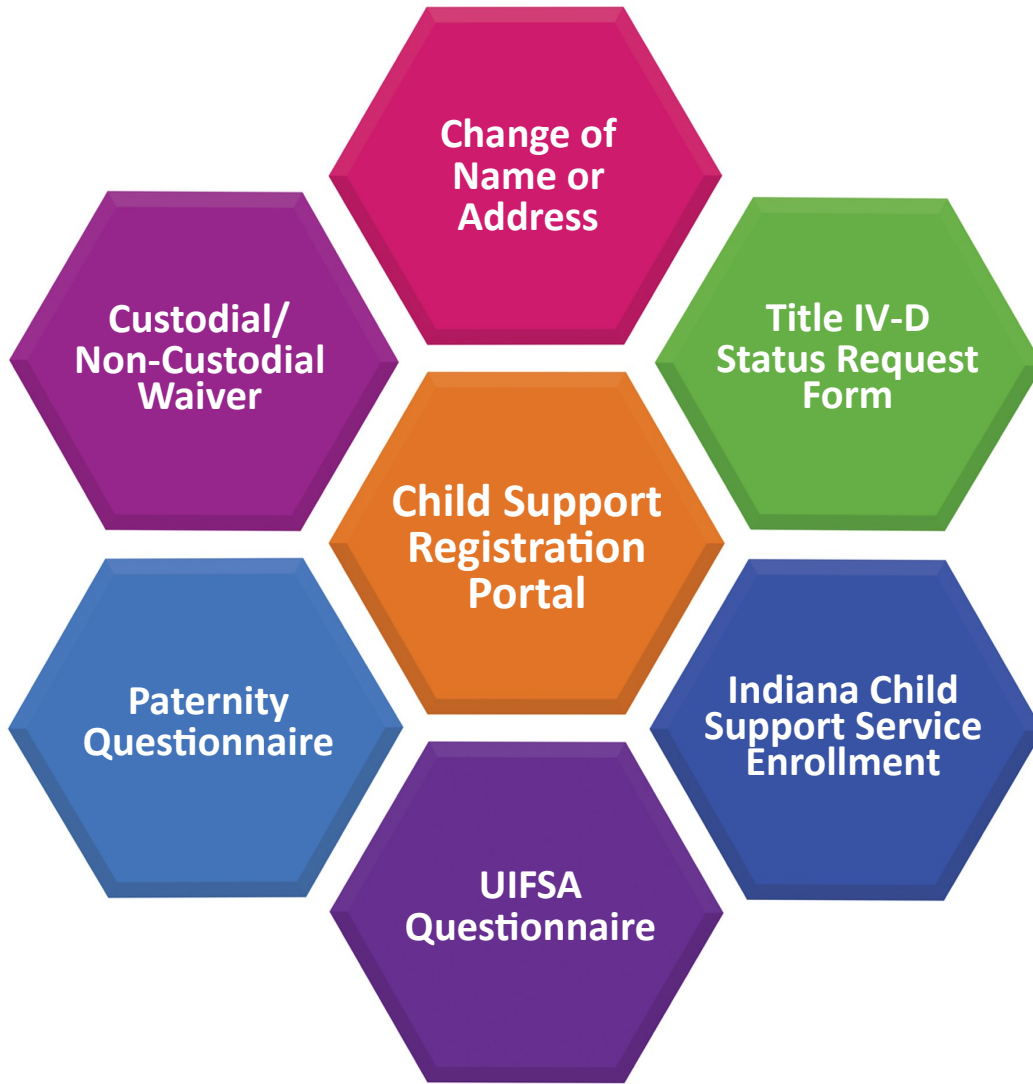 Change of
Name or
Address
Custodial/
Non-Custodial
Waiver
Title IV-D
Status Request
Form
Child Support
Registration
Portal
Paternity
Questionnaire
Indiana Child
Support Service
Enrollment
UIFSA
Questionnaire